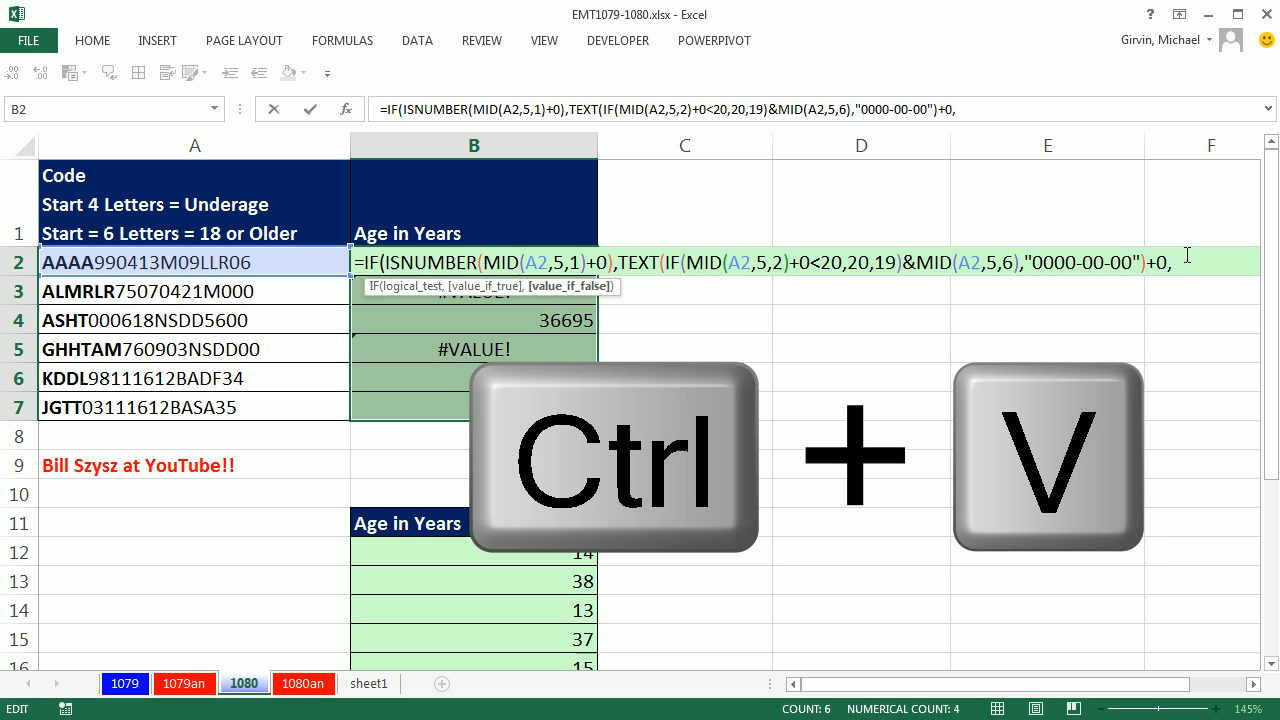 EMT1079-1080.xlsx - Excel
FILE HOME INSERT PAGE LAYOUT FORMULAS DATA REVIEW VIEW DEVELOPER POWERPIVOT Girvin, Michael
B2 =IF(ISNUMBER(MID(A2,5,1)+0),TEXT(IF(MID(A2,5,2)+0<20,20,19)&MID(A2,5,6),"0000-00-00")+0,
A B C D E F
Code
Start 4 Letters = Underage
1 Start = 6 Letters = 18 or Older Age in Years
2 AAAA990413M09LLR06 =IF(ISNUMBER(MID(A2,5,1)+0),TEXT(IF(MID(A2,5,2)+0<20,20,19)&MID(A2,5,6),"0000-00-00")+0,
IF(logical_test, [value_if_true], [value_if_false])
3 ALMRLR75070421M000 #VALUE!
4 ASHT000618NSDD5600 36695
5 GHHTAM760903NSDD00 #VALUE!
6 KDDL98111612BADF34
7 JGTT03111612BASA35
Ctrl + V
8
9 Bill Szysz at YouTube!!
10
11 Age in Years
12 14
13 38
14 13
15 37
16 15
1079 1079an 1080 1080an sheet1
EDIT COUNT: 6 NUMERICAL COUNT: 4 145%